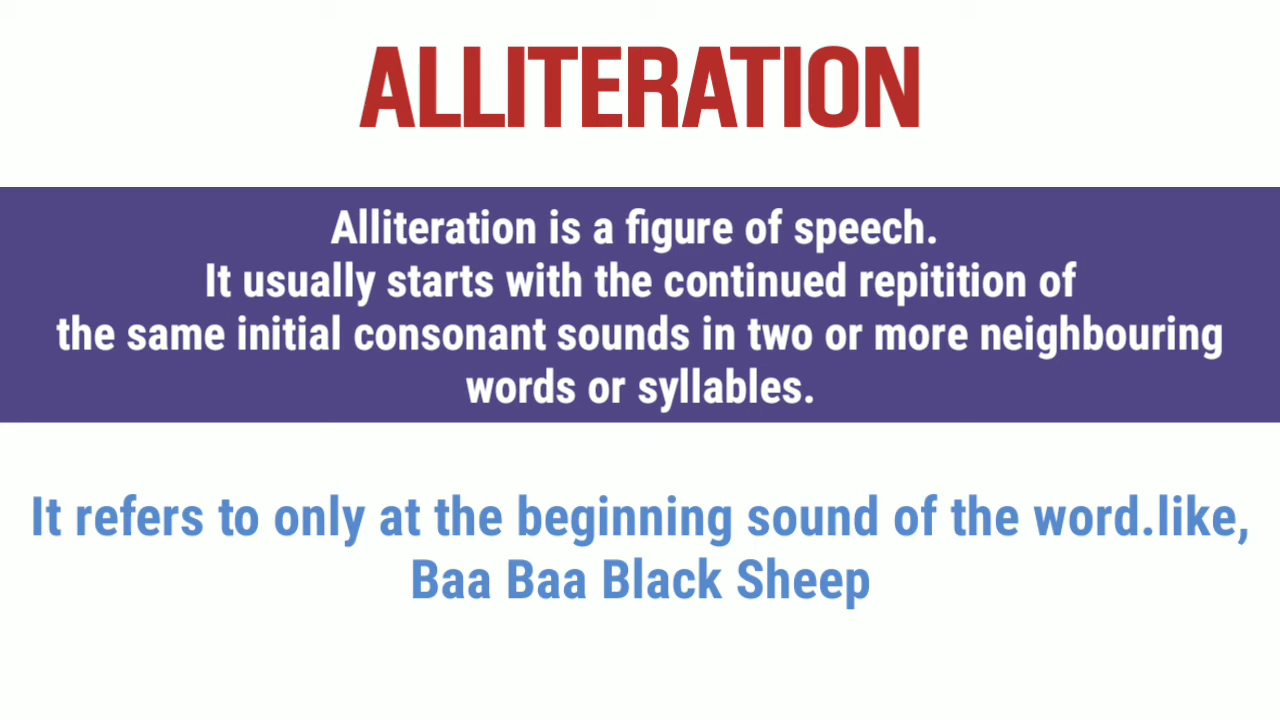 ALLITERATION
Alliteration is a figure of speech.
It usually starts with the continued repitition of
the same initial consonant sounds in two or more neighbouring
words or syllables.
It refers to only at the beginning sound of the word.like,
Baa Baa Black Sheep